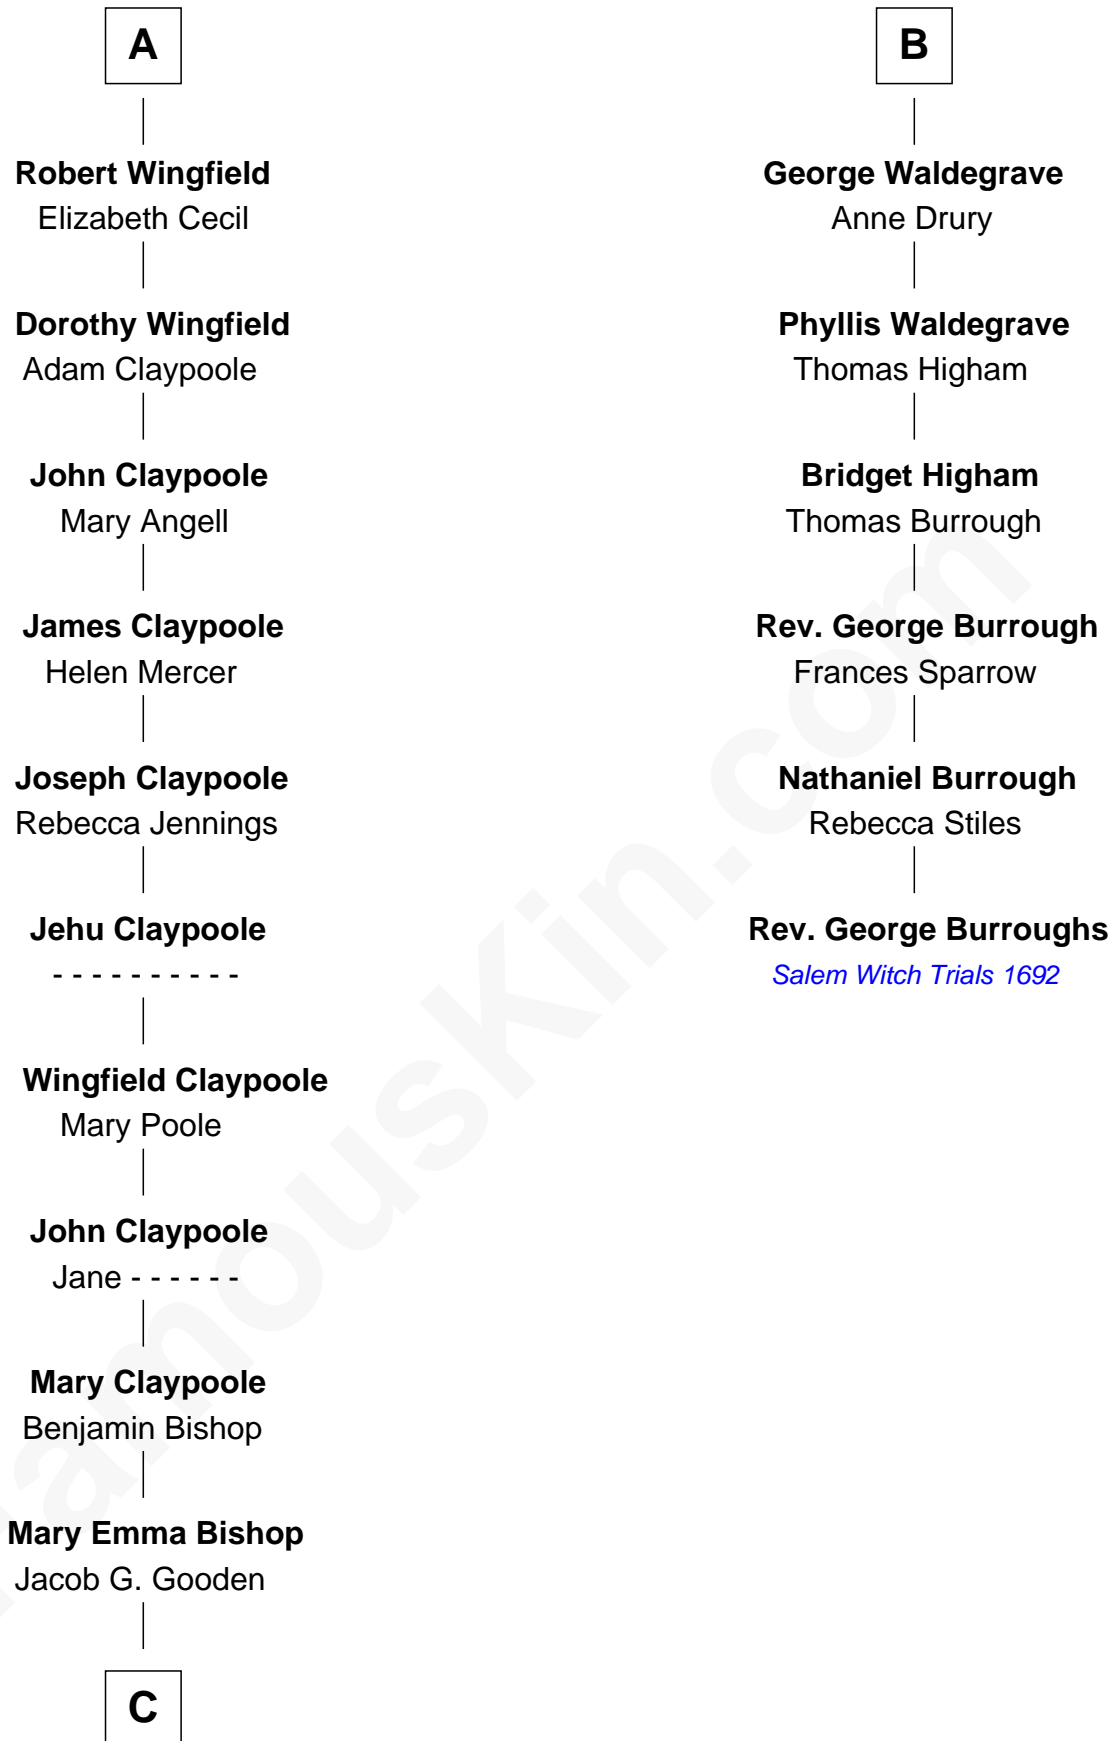 A
Robert Wingfield
Elizabeth Cecil
Dorothy Wingfield
Adam Claypoole
John Claypoole
Mary Angell
James Claypoole
Helen Mercer
Joseph Claypoole
Rebecca Jennings
Jehu Claypoole
- - - - - - - - - -
Wingfield Claypoole
Mary Poole
John Claypoole
Jane - - - - - -
Mary Claypoole
Benjamin Bishop
Mary Emma Bishop
Jacob G. Gooden
C
B
George Waldegrave
Anne Drury
Phyllis Waldegrave
Thomas Higham
Bridget Higham
Thomas Burrough
Rev. George Burrough
Frances Sparrow
Nathaniel Burrough
Rebecca Stiles
Rev. George Burroughs
Salem Witch Trials 1692
FamousKin.com